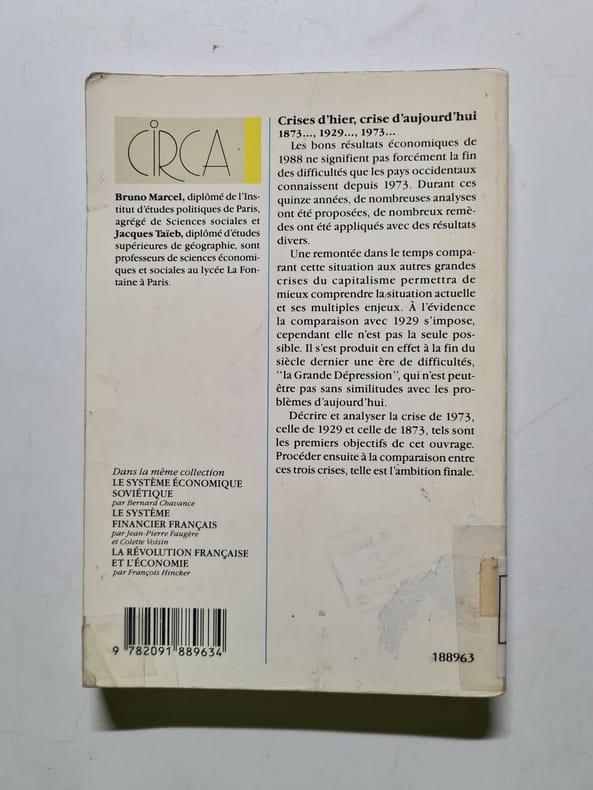 CIRCA
Bruno Marcel, diplômé de l'Ins-
titut d'études politiques de Paris,
agrégé de Sciences sociales et
Jacques Taïeb, diplômé d'études
supérieures de géographie, sont
professeurs de sciences économi-
ques et sociales au lycée La Fon-
taine à Paris.
Dans la même collection
LE SYSTÈME ÉCONOMIQUE
SOVIÉTIQUE
par Bernard Chavance
LE SYSTÈME
FINANCIER FRANÇAIS
par Jean-Pierre Faugère
et Colette Voisin
LA RÉVOLUTION FRANÇAISE
ET L'ÉCONOMIE
par François Hincker
9 782091 889634
Crises d'hier, crise d'aujourd'hui
1873..., 1929..., 1973...
Les bons résultats économiques de
1988 ne signifient pas forcément la fin
des difficultés que les pays occidentaux
connaissent depuis 1973. Durant ces
quinze années, de nombreuses analyses
ont été proposées, de nombreux remè-
des ont été appliqués avec des résultats
divers.
Une remontée dans le temps compa-
rant cette situation aux autres grandes
crises du capitalisme permettra de
mieux comprendre la situation actuelle
et ses multiples enjeux. À l'évidence
la comparaison avec 1929 s'impose,
cependant elle n'est pas la seule pos-
sible. Il s'est produit en effet à la fin du
siècle dernier une ère de difficultés,
"la Grande Dépression", qui n'est peut-
être pas sans similitudes avec les pro-
blèmes d'aujourd'hui.
Décrire et analyser la crise de 1973,
celle de 1929 et celle de 1873, tels sont
les premiers objectifs de cet ouvrage.
Procéder ensuite à la comparaison entre
ces trois crises, telle est l'ambition finale.
188963